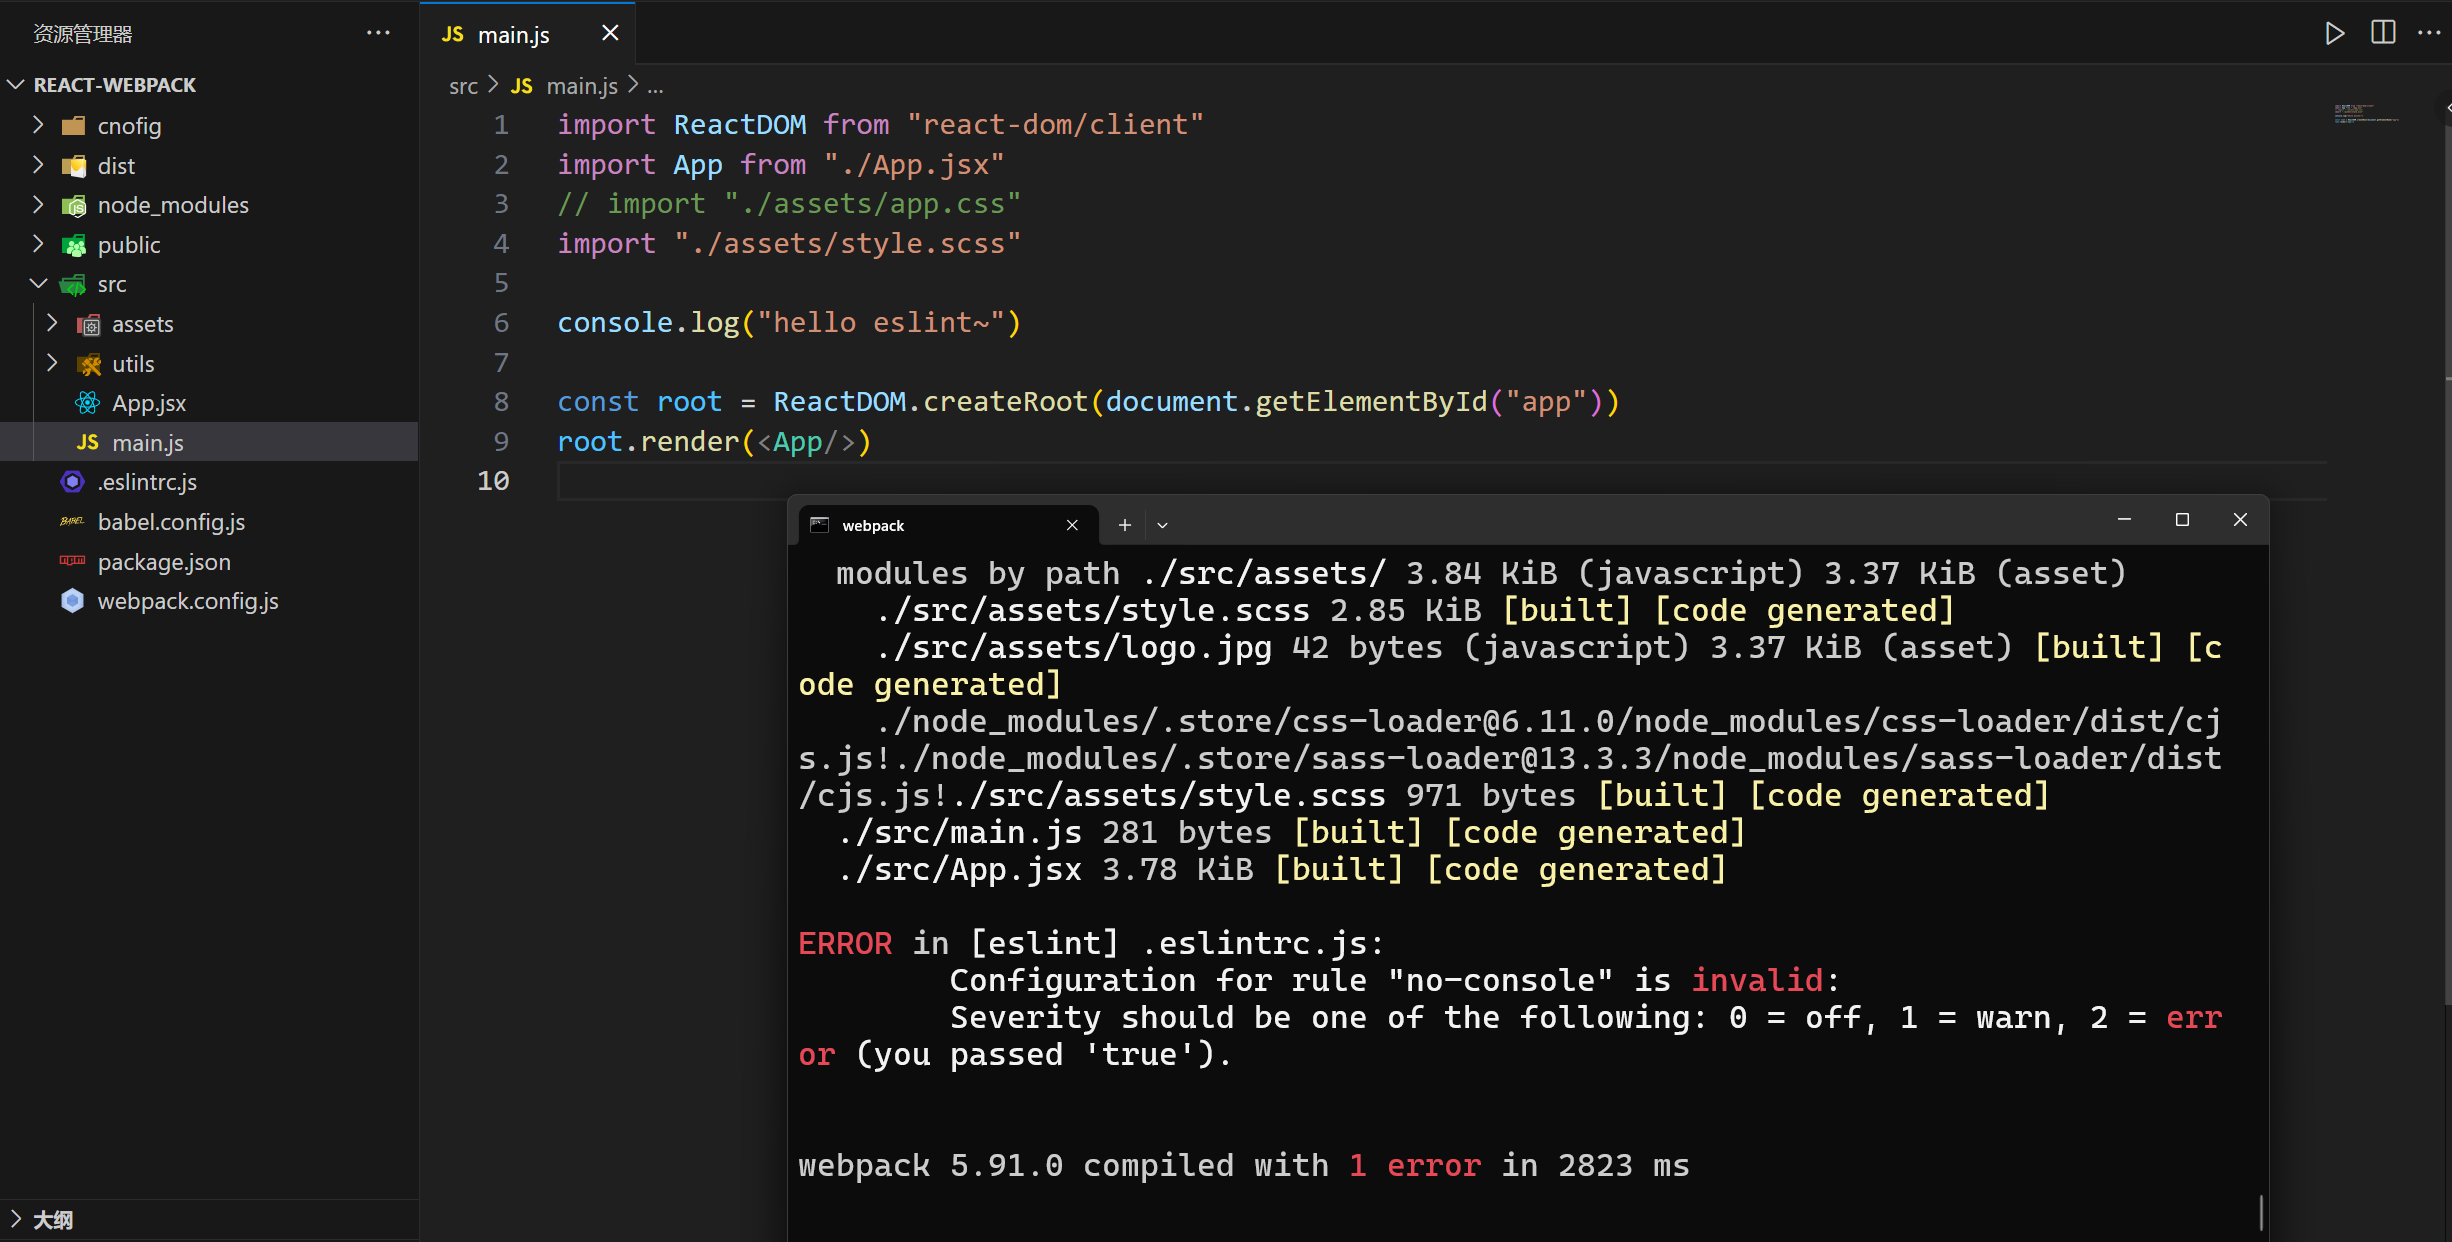 资源管理器
REACT-WEBPACK
cnofig
dist
node_modules
public
src
assets
utils
App.jsx
JS main.js
.eslintrc.js
BABEL babel.config.js
package.json
webpack.config.js
大纲
JS main.js
src > JS main.js > ...
1 import ReactDOM from "react-dom/client"
2 import App from "./App.jsx"
3 // import "./assets/app.css"
4 import "./assets/style.scss"
5
6 console.log("hello eslint~")
7
8 const root = ReactDOM.createRoot(document.getElementById("app"))
9 root.render(<App/>)
10
webpack
modules by path ./src/assets/ 3.84 KiB (javascript) 3.37 KiB (asset)
./src/assets/style.scss 2.85 KiB [built] [code generated]
./src/assets/logo.jpg 42 bytes (javascript) 3.37 KiB (asset) [built] [c
ode generated]
./node_modules/.store/css-loader@6.11.0/node_modules/css-loader/dist/cj
s.js!./node_modules/.store/sass-loader@13.3.3/node_modules/sass-loader/dist
/cjs.js!./src/assets/style.scss 971 bytes [built] [code generated]
./src/main.js 281 bytes [built] [code generated]
./src/App.jsx 3.78 KiB [built] [code generated]
ERROR in [eslint] .eslintrc.js:
Configuration for rule "no-console" is invalid:
Severity should be one of the following: 0 = off, 1 = warn, 2 = err
or (you passed 'true').
webpack 5.91.0 compiled with 1 error in 2823 ms